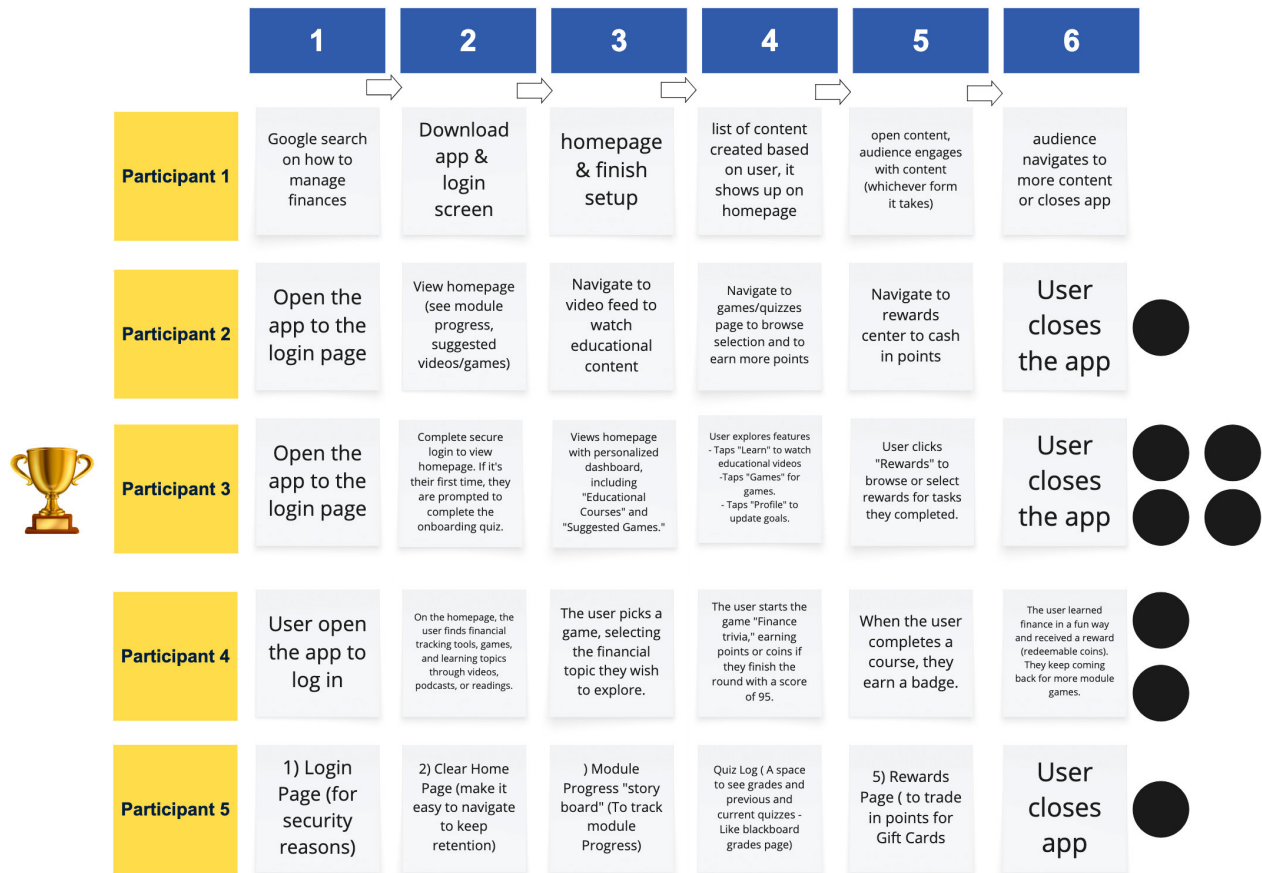 1
2
3
4
5
6
Participant 1
Google search
on how to
manage
finances
Download
app &
login
screen
homepage
& finish
setup
list of content
created based
on user, it
shows up on
homepage
open content,
audience engages
with content
(whichever form
it takes)
audience
navigates to
more content
or closes app
Participant 2
Open the
app to the
login page
View homepage
(see module
progress,
suggested
videos/games)
Navigate to
video feed to
watch
educational
content
Navigate to
games/quizzes
page to browse
selection and to
earn more points
Navigate to
rewards
center to cash
in points
User
closes
the app
Participant 3
Open the
app to the
login page
Complete secure
login to view
homepage. If it's
their first time, they
are prompted to
complete the
onboarding quiz.
Views homepage
with personalized
dashboard,
including
"Educational
Courses" and
"Suggested Games."
User explores features
- Taps "Learn" to watch
educational videos
-Taps "Games" for
games.
- Taps "Profile" to
update goals.
User clicks
"Rewards" to
browse or select
rewards for tasks
they completed.
User
closes
the app
Participant 4
User open
the app to
log in
On the homepage, the
user finds financial
tracking tools, games,
and learning topics
through videos,
podcasts, or readings.
The user picks a
game, selecting
the financial
topic they wish
to explore.
The user starts the
game "Finance
trivia," earning
points or coins if
they finish the
round with a score
of 95.
When the user
completes a
course, they
earn a badge.
The user learned
finance in a fun way
and received a reward
(redeemable coins).
They keep coming
back for more module
games.
Participant 5
1) Login
Page (for
security
reasons)
2) Clear Home
Page (make it
easy to navigate
to keep
retention)
) Module
Progress "story
board" (To track
module
Progress)
Quiz Log ( A space
to see grades and
previous and
current quizzes -
Like blackboard
grades page)
5) Rewards
Page ( to trade
in points for
Gift Cards
User
closes
app